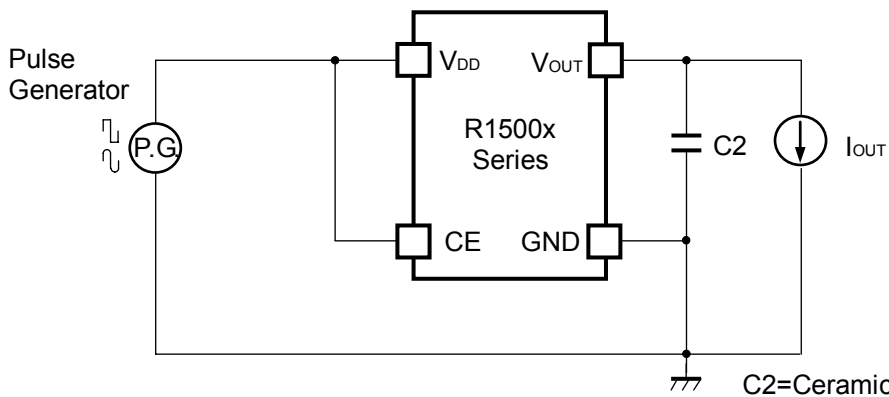 Pulse
Generator
P.G.
VDD
VOUT
R1500x
Series
C2
IOUT
CE
GND
C2=Ceramic